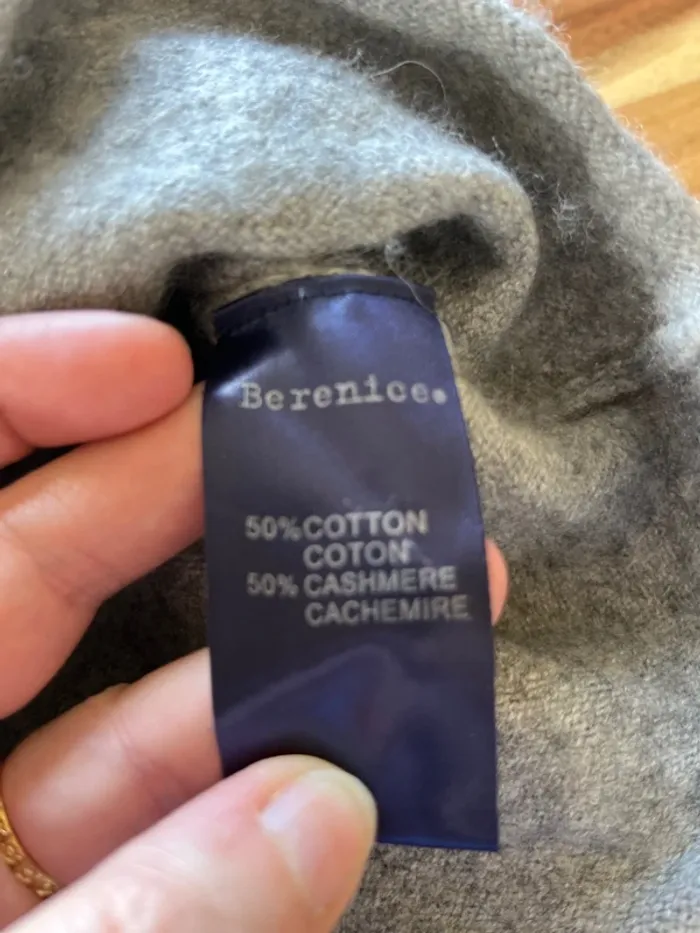 Berenice.
50% COTTON
COTON
50% CASHMERE
CACHEMIRE